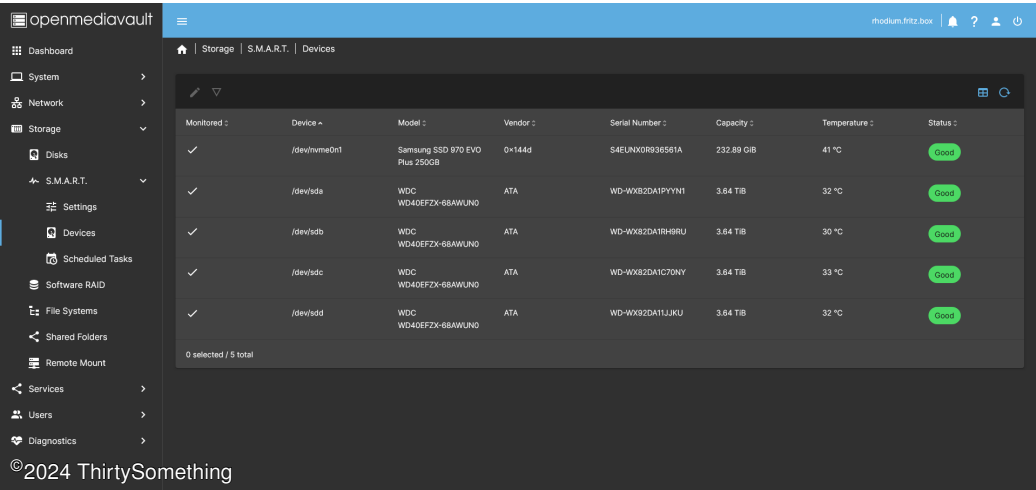 openmediavault
rhodium.fritz.box
Dashboard
System
Network
Storage
Disks
S.M.A.R.T.
Settings
Devices
Scheduled Tasks
Software RAID
File Systems
Shared Folders
Remote Mount
Services
Users
Diagnostics
| Storage | S.M.A.R.T. | Devices
Monitored Device Model Vendor Serial Number Capacity Temperature Status
/dev/nvme0n1 Samsung SSD 970 EVO 0x144d S4EUNX0R936561A 232.89 GiB 41 °C Good
Plus 250GB
/dev/sda WDC ATA WD-WXB2DA1PYYN1 3.64 TiB 32 °C Good
WD40EFZX-68AWUN0
/dev/sdb WDC ATA WD-WX82DA1RH9RU 3.64 TiB 30 °C Good
WD40EFZX-68AWUN0
/dev/sdc WDC ATA WD-WX82DA1C70NY 3.64 TiB 33 °C Good
WD40EFZX-68AWUN0
/dev/sdd WDC ATA WD-WX92DA11JJKU 3.64 TiB 32 °C Good
WD40EFZX-68AWUN0
0 selected / 5 total
©2024 ThirtySomething